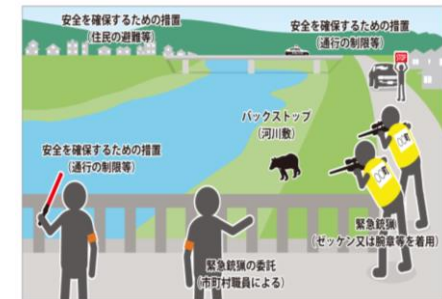 安全を確保するための措置
(住民の避難等)
安全を確保するための措置
(通行の制限等)
STOP
バックストップ
(河川敷)
安全を確保するための措置
(通行の制限等)
緊急銃猟
(ゼッケン又は腕章等を着用)
緊急銃猟の委託
(市町村職員による)